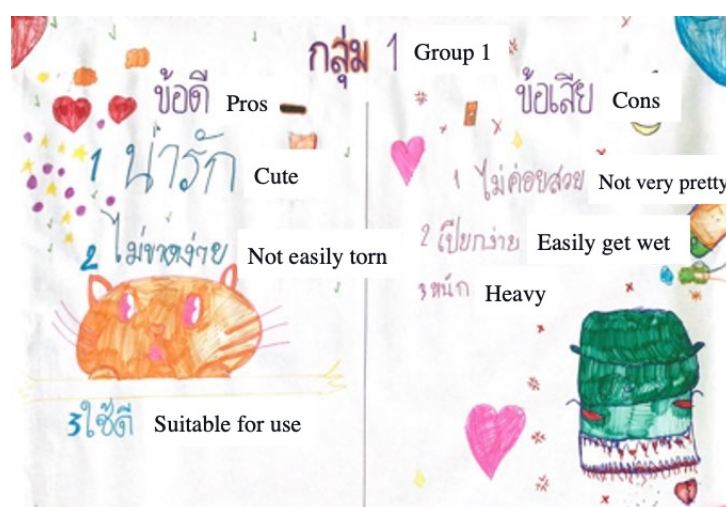 กลุ่ม 1 Group 1
ข้อดี Pros
1 น่ารัก Cute
2 ไม่ขาดง่าย Not easily torn
3 ใช้ดี Suitable for use
ข้อเสีย Cons
1 ไม่ค่อยสวย Not very pretty
2 เปียกง่าย Easily get wet
3 หนัก Heavy